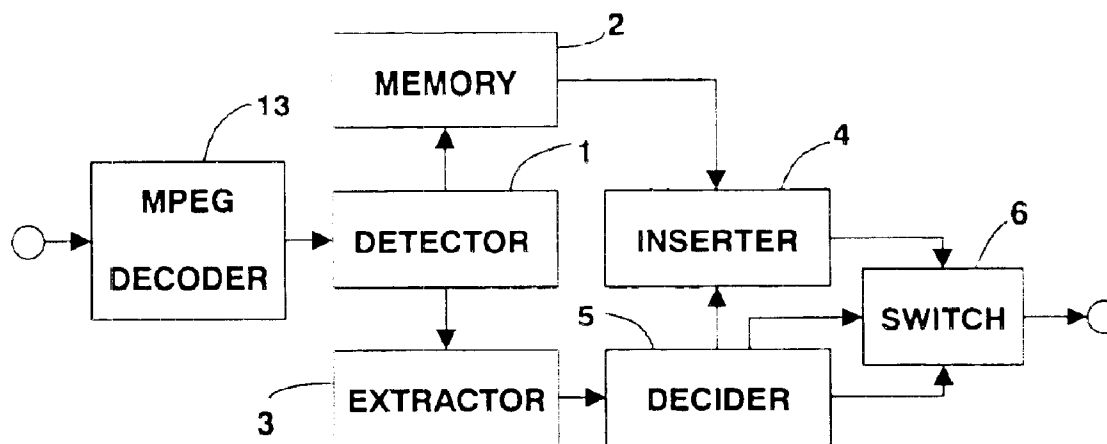 2
MEMORY
13
MPEG
DECODER
1
DETECTOR
4
INSERTER
6
SWITCH
3
EXTRACTOR
5
DECIDER